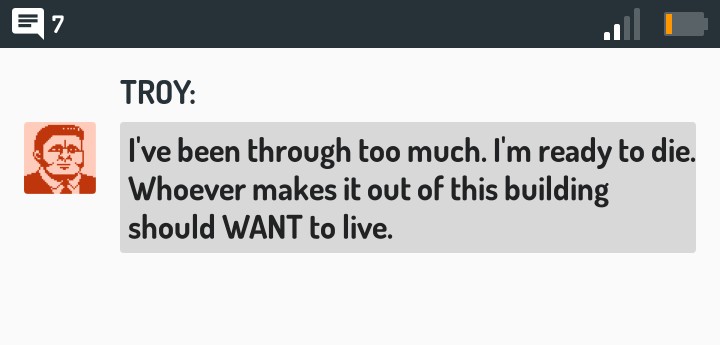 7
TROY:
I've been through too much. I'm ready to die.
Whoever makes it out of this building
should WANT to live.